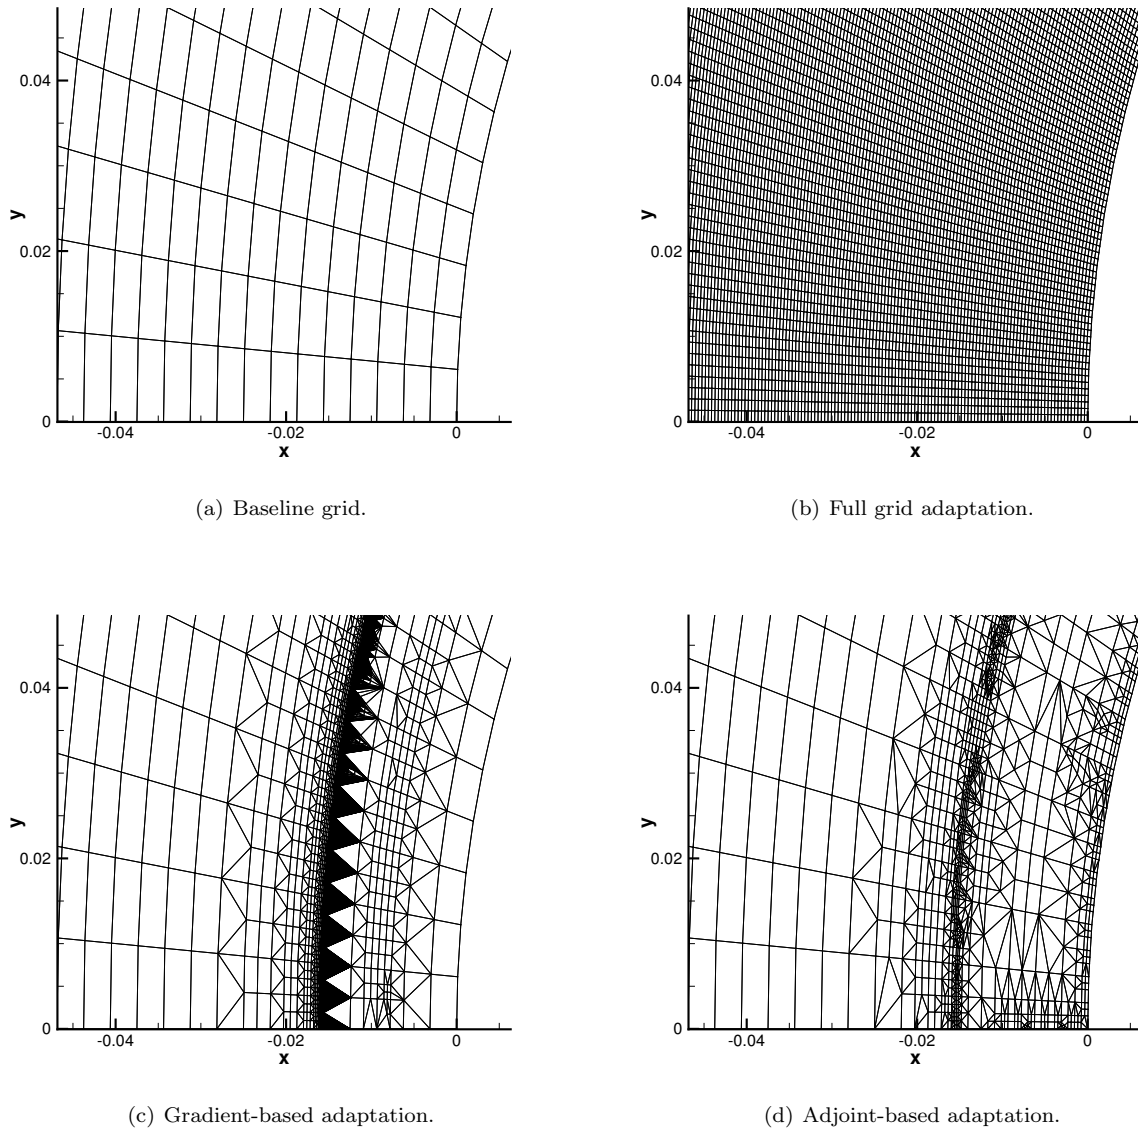 0.04
0.02
0
y
-0.04 -0.02 0
x
(a) Baseline grid.
0.04
0.02
0
y
-0.04 -0.02 0
x
(b) Full grid adaptation.
0.04
0.02
0
y
-0.04 -0.02 0
x
(c) Gradient-based adaptation.
0.04
0.02
0
y
-0.04 -0.02 0
x
(d) Adjoint-based adaptation.